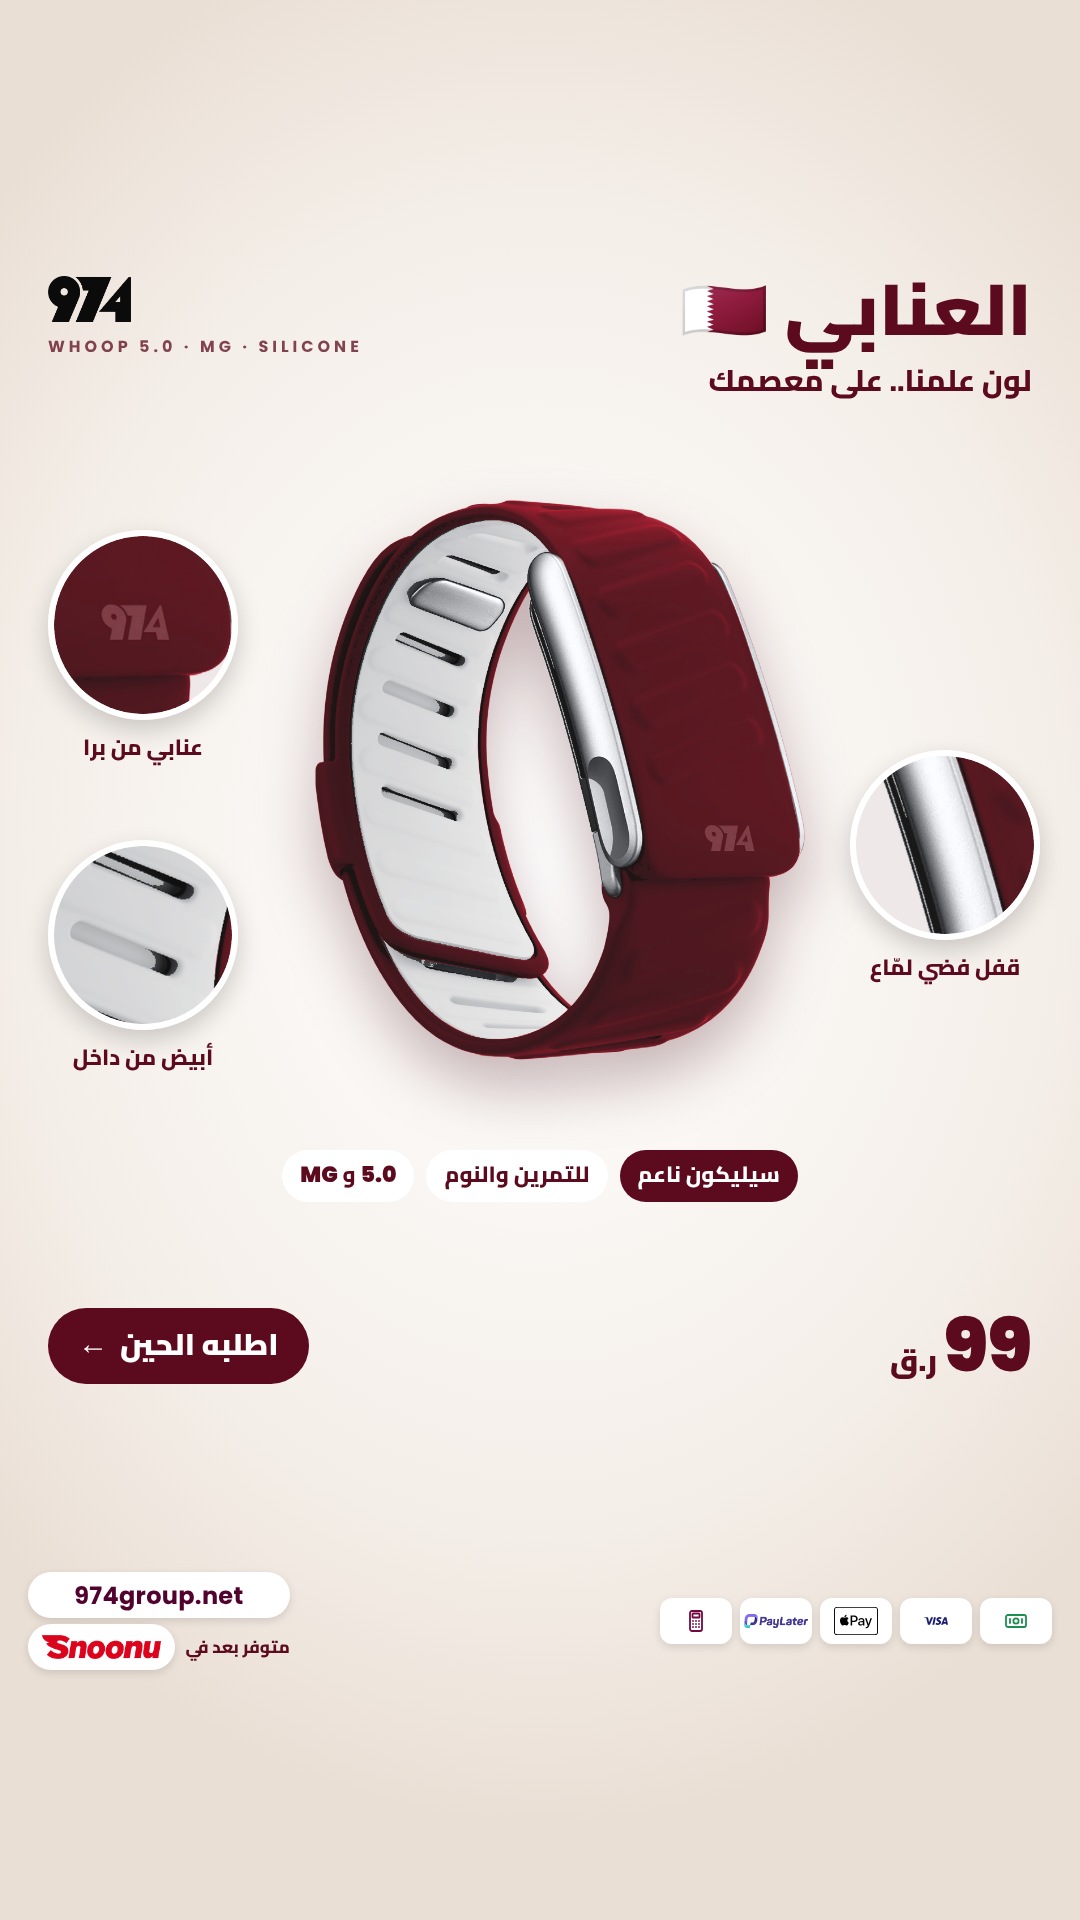 العنابي 🇶🇦
لون علمنا.. على معصمك
974
WHOOP 5.0 · MG · SILICONE
974
عنابي من برا
974
قفل فضي لمّاع
أبيض من داخل
سيليكون ناعم
للتمرين والنوم
5.0 و MG
99 ر.ق
اطلبه الحين ←
974group.net
متوفر بعد في Snoonu
PayLater
Pay
VISA